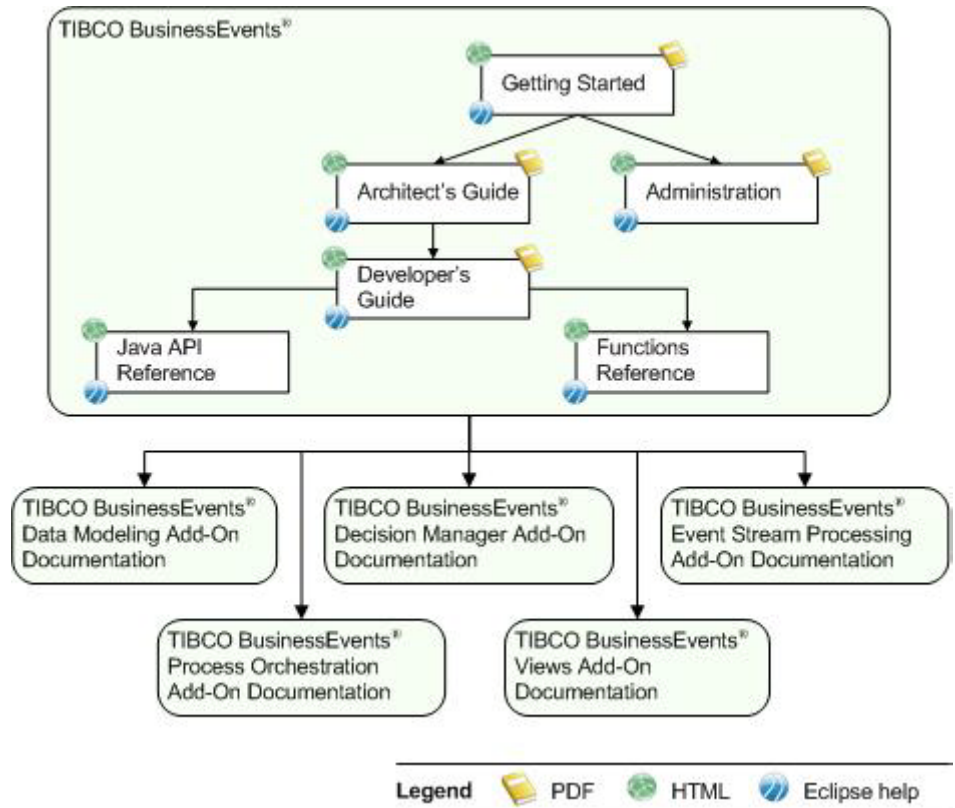 TIBCO BusinessEvents®
Getting Started
Architect's Guide
Administration
Developer's
Guide
Java API
Reference
Functions
Reference
TIBCO BusinessEvents®
Data Modeling Add-On
Documentation
TIBCO BusinessEvents®
Decision Manager Add-On
Documentation
TIBCO BusinessEvents®
Event Stream Processing
Add-On Documentation
TIBCO BusinessEvents®
Process Orchestration
Add-On Documentation
TIBCO BusinessEvents®
Views Add-On
Documentation
Legend PDF HTML Eclipse help